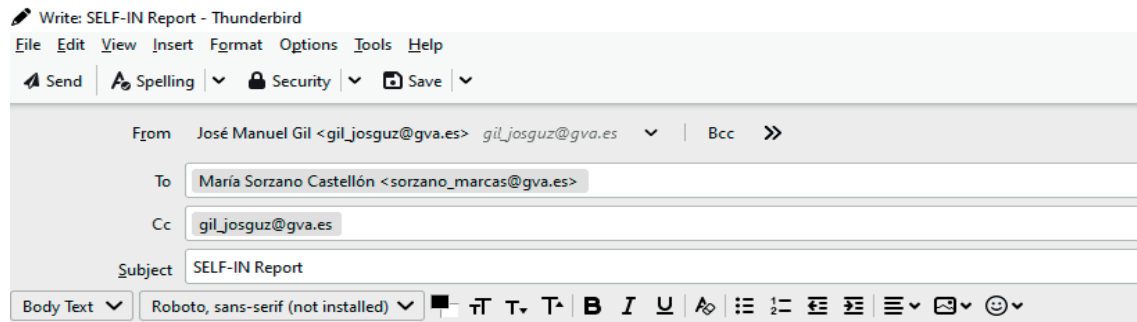 Write: SELF-IN Report - Thunderbird
File Edit View Insert Format Options Tools Help
Send Spelling Security Save
From José Manuel Gil <gil_josguz@gva.es> gil_josguz@gva.es Bcc
To María Sorzano Castellón <sorzano_marcas@gva.es>
Cc gil_josguz@gva.es
Subject SELF-IN Report
Body Text Roboto, sans-serif (not installed)